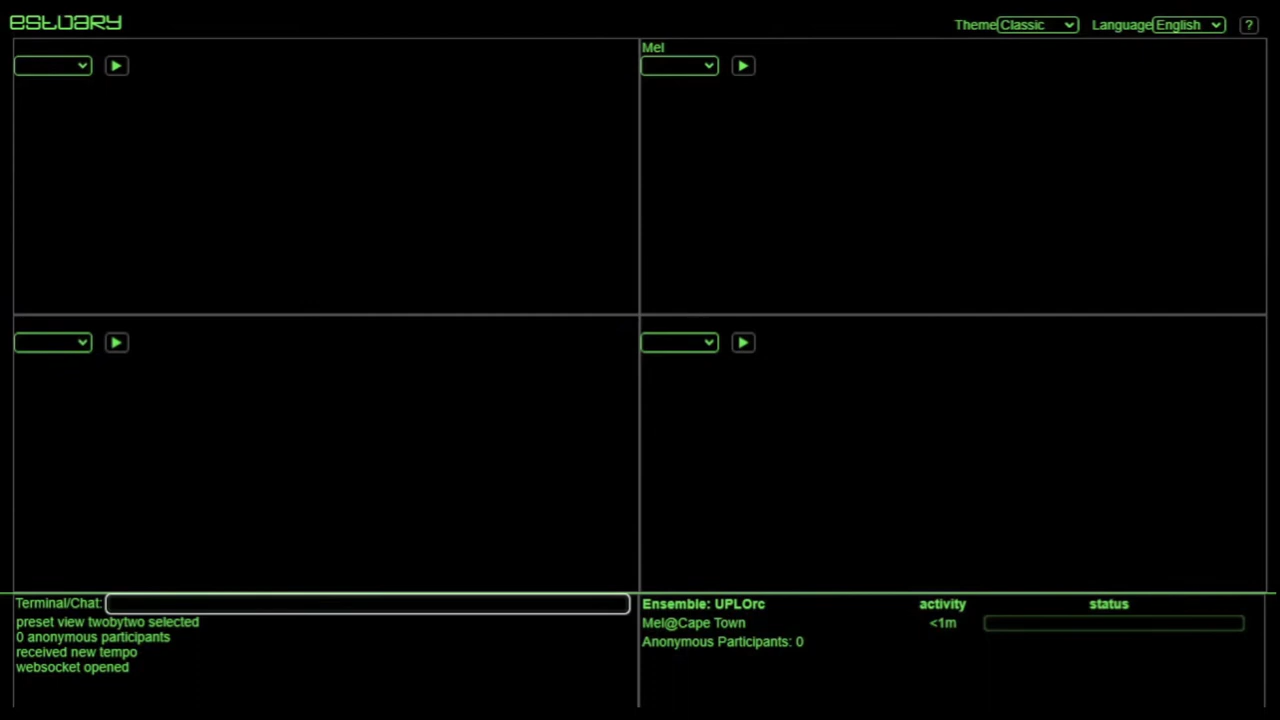 estuary
Theme Classic Language English ?
Mel
Terminal/Chat:
preset view twobytwo selected
0 anonymous participants
received new tempo
websocket opened
Ensemble: UPLOrc activity status
Mel@Cape Town <1m
Anonymous Participants: 0